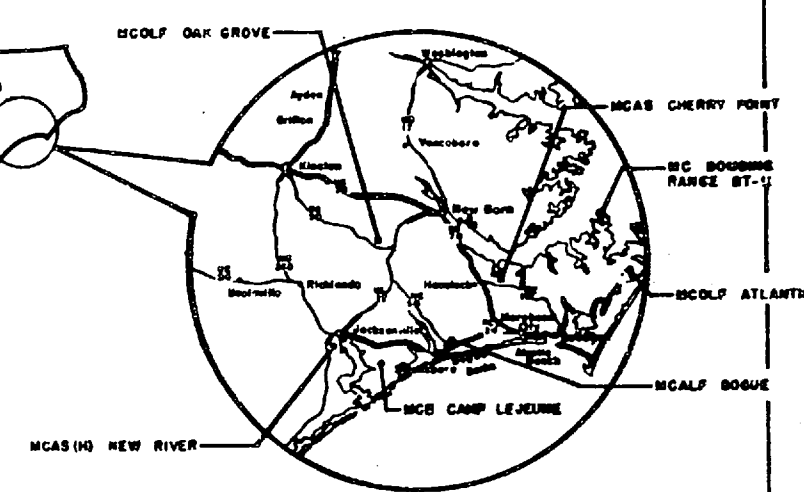 MCOLF OAK GROVE
Washington
Ayden
Grifton
MCAS CHERRY POINT
Vanceboro
Kinston
MC BOMBING
RANGE BT-11
New Bern
Richlands
Beulaville
Havelock
MCOLF ATLANTIC
Morehead
Jacksonville
Beach
MCALF BOGUE
MCB CAMP LEJEUNE
MCAS(H) NEW RIVER